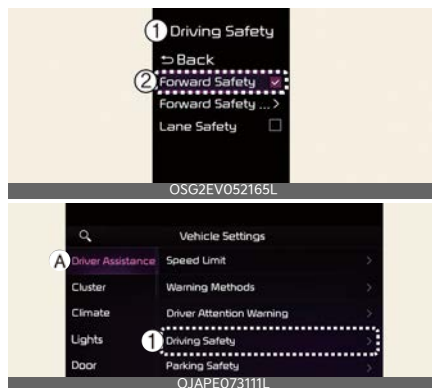 ① Driving Safety
⮌ Back
② Forward Safety
Forward Safety ... >
Lane Safety
OSG2EV052165L
Vehicle Settings
Ⓐ Driver Assistance
Speed Limit >
Cluster
Warning Methods >
Climate
Driver Attention Warning >
Lights
① Driving Safety >
Door
Parking Safety >
OJAPE073111L